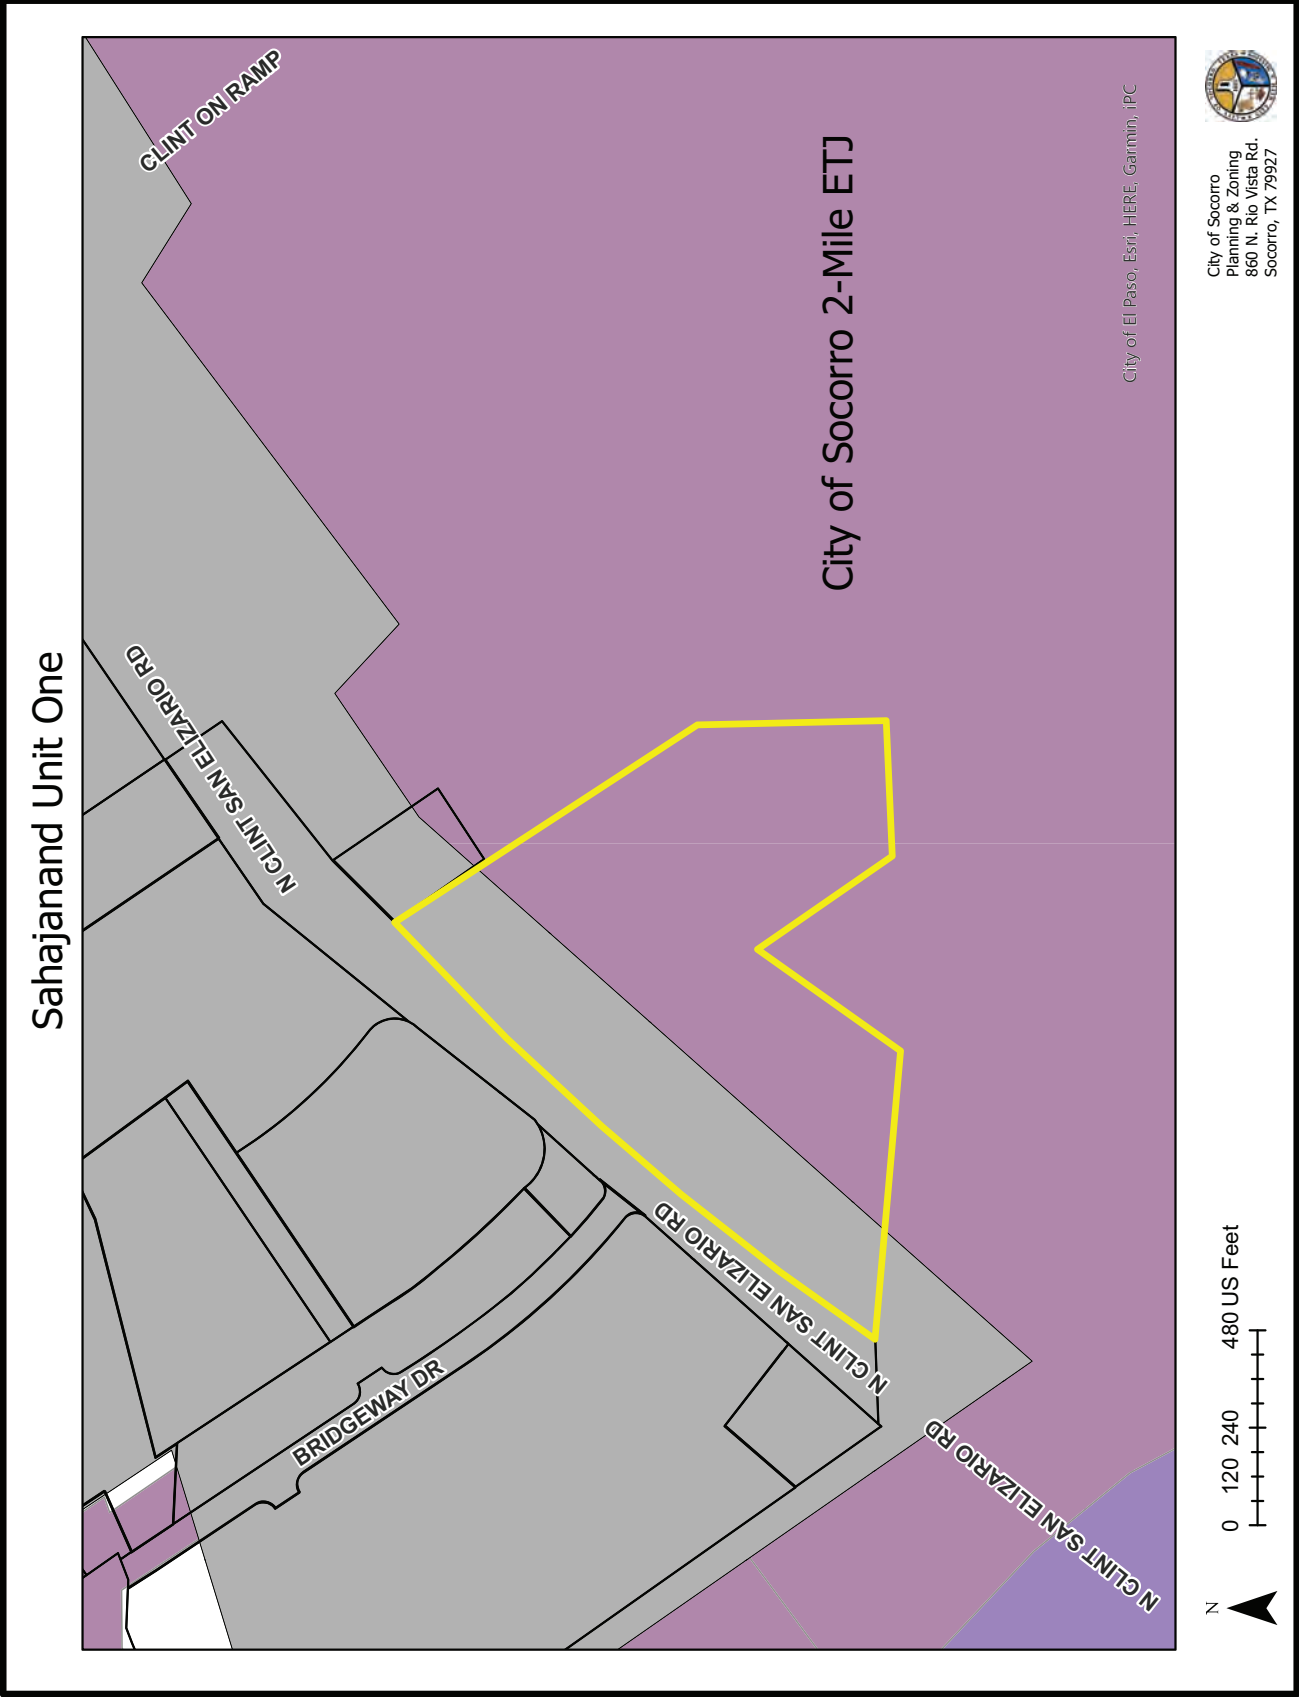 Sahajanand Unit One
CLINT ON RAMP
N CLINT SAN ELIZARIO RD
City of Socorro 2-Mile ETJ
N CLINT SAN ELIZARIO RD
BRIDGEWAY DR
N CLINT SAN ELIZARIO RD
City of El Paso, Esri, HERE, Garmin, iPC
N
0 120 240 480 US Feet
City of Socorro
Planning & Zoning
860 N. Rio Vista Rd.
Socorro, TX 79927